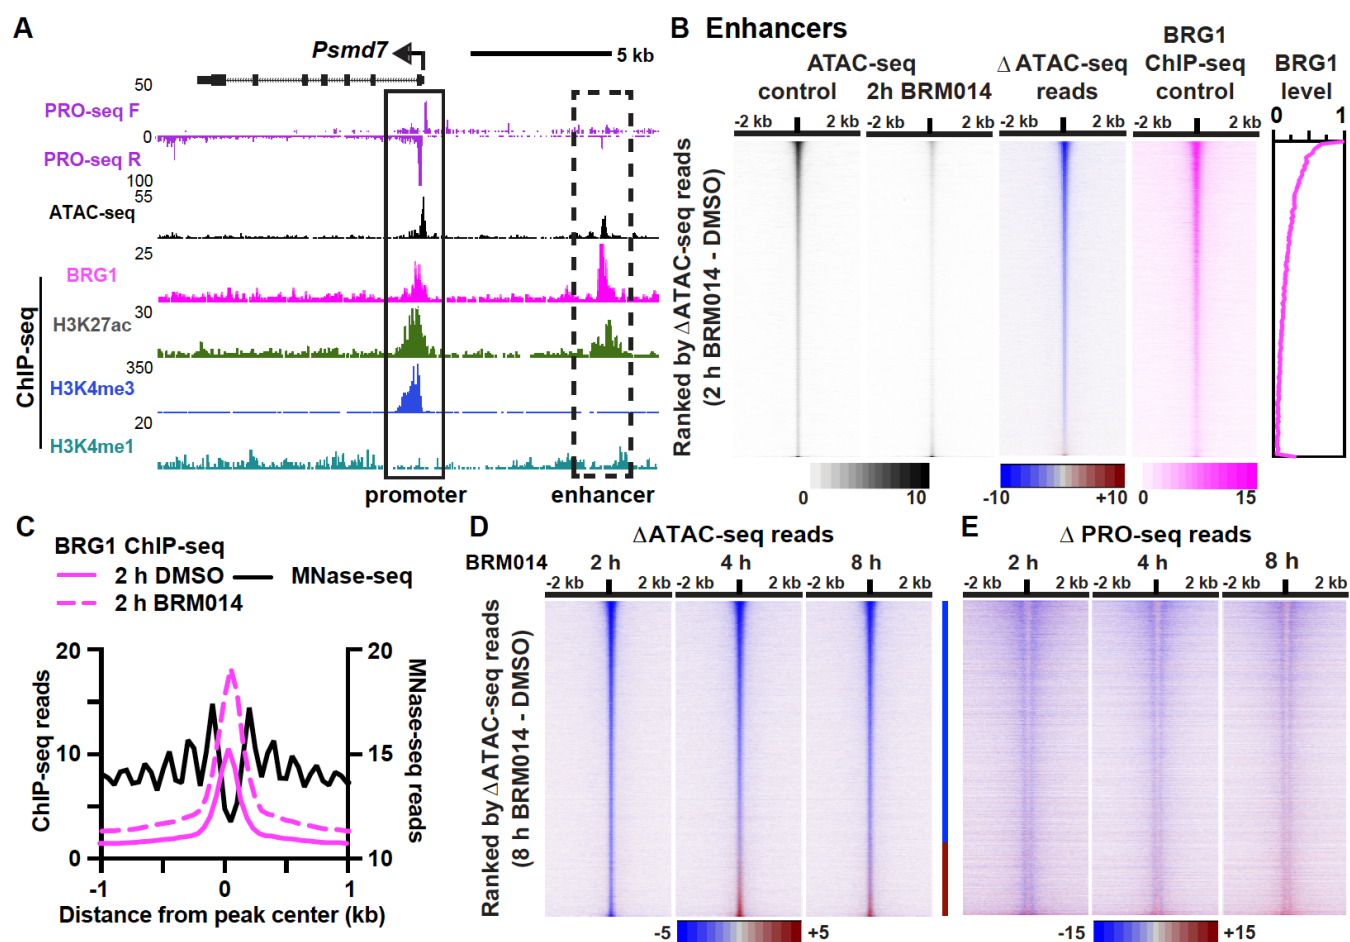 A
Psmd7
5 kb
50
PRO-seq F
0
PRO-seq R
100
55
ATAC-seq
25
BRG1
30
H3K27ac
350
H3K4me3
20
H3K4me1
ChIP-seq
promoter
enhancer
B Enhancers
ATAC-seq
control
2h BRM014
Δ ATAC-seq
reads
BRG1
ChIP-seq
control
BRG1
level
-2 kb 2 kb
-2 kb 2 kb
-2 kb 2 kb
-2 kb 2 kb
0 1
Ranked by ΔATAC-seq reads
(2 h BRM014 - DMSO)
0 10
-10 +10
0 15
C
BRG1 ChIP-seq
2 h DMSO
MNase-seq
2 h BRM014
20
10
0
ChIP-seq reads
20
15
10
MNase-seq reads
-1 0 1
Distance from peak center (kb)
D
ΔATAC-seq reads
BRM014 2 h 4 h 8 h
-2 kb 2 kb -2 kb 2 kb -2 kb 2 kb
Ranked by ΔATAC-seq reads
(8 h BRM014 - DMSO)
-5 +5
E
Δ PRO-seq reads
2 h 4 h 8 h
-2 kb 2 kb -2 kb 2 kb -2 kb 2 kb
-15 +15